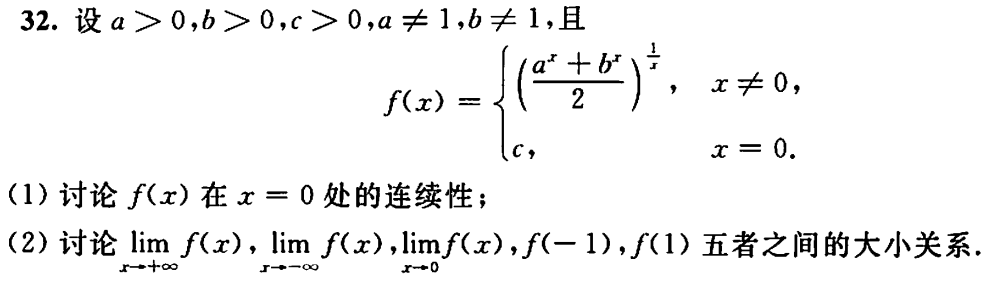 32. 设 a > 0,b > 0,c > 0,a ≠ 1,b ≠ 1,且
f(x) = { ((a^x + b^x)/2)^(1/x), x ≠ 0,
c, x = 0.
(1) 讨论 f(x) 在 x = 0 处的连续性;
(2) 讨论 lim_{x→+∞} f(x), lim_{x→−∞} f(x), lim_{x→0} f(x), f(−1), f(1) 五者之间的大小关系.